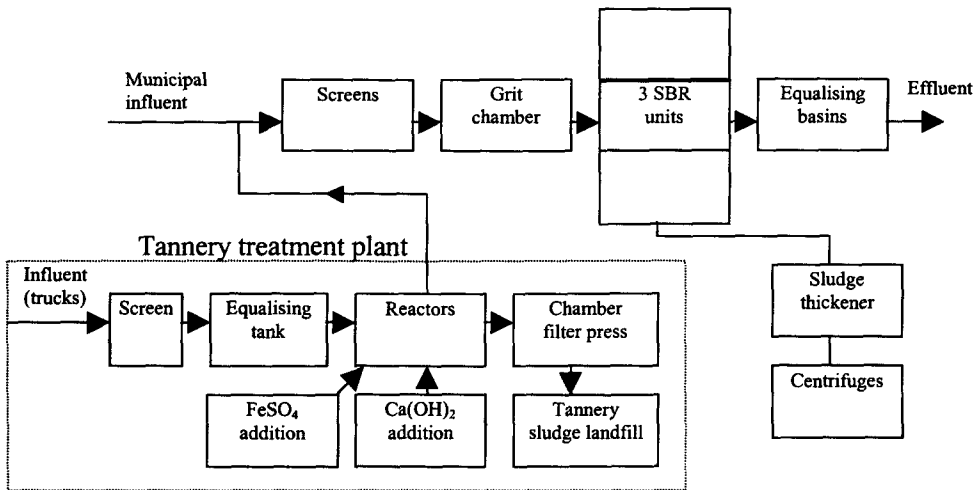 Municipal
influent
Screens
Grit
chamber
3 SBR
units
Equalising
basins
Effluent
Tannery treatment plant
Influent
(trucks)
Screen
Equalising
tank
Reactors
Chamber
filter press
Sludge
thickener
FeSO₄
addition
Ca(OH)₂
addition
Tannery
sludge landfill
Centrifuges